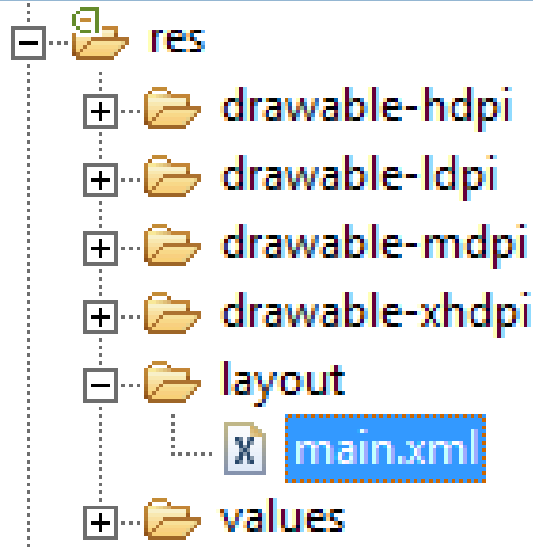 res
drawable-hdpi
drawable-ldpi
drawable-mdpi
drawable-xhdpi
layout
main.xml
values